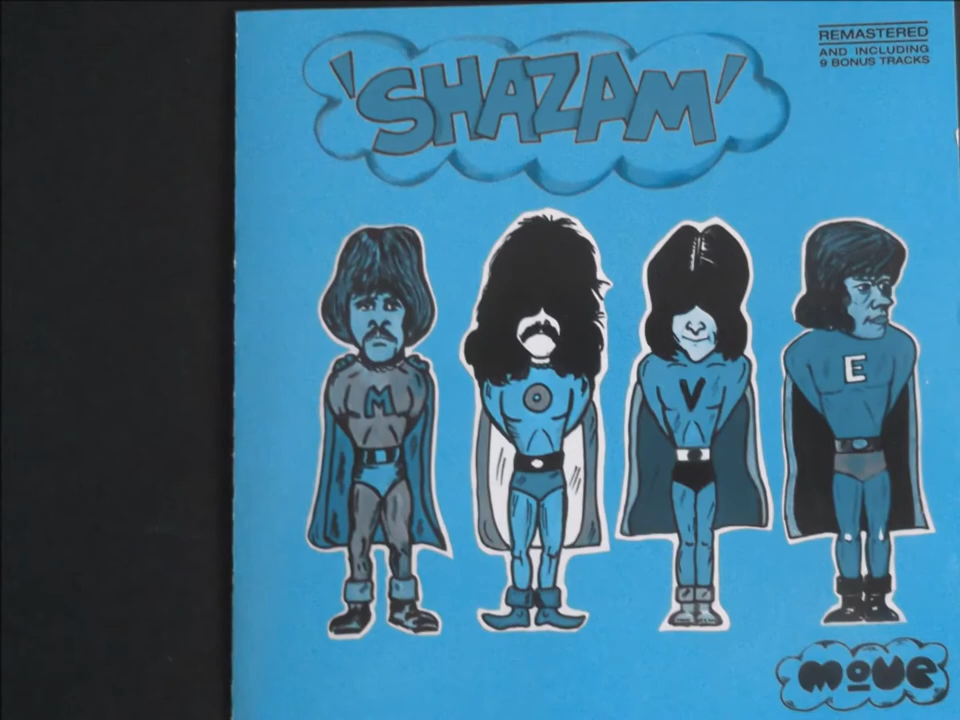 'SHAZAM'
REMASTERED
AND INCLUDING
9 BONUS TRACKS
M O V E
move